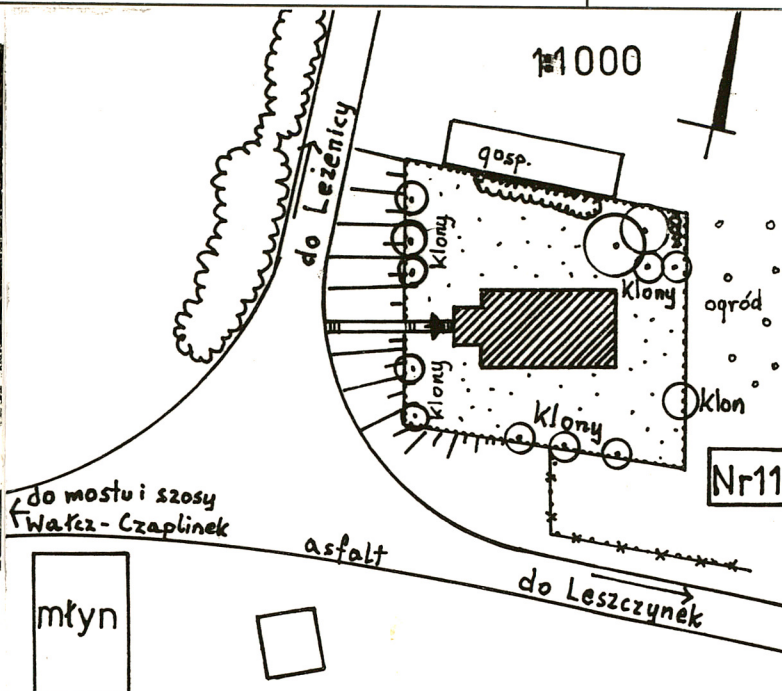 1:1000
gosp.
do Leżenicy
Klony
Klony
ogród
Klony
Klony
Klon
Nr11
do mostu i szosy
Wałcz - Czaplinek
asfalt
do Leszczynek
młyn